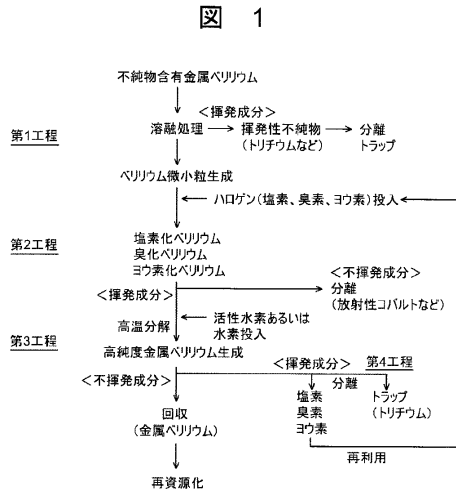 図 1
不純物含有金属ベリリウム
<揮発成分>
第1工程
溶融処理
揮発性不純物
(トリチウムなど)
分離
トラップ
ベリリウム微小粒生成
ハロゲン(塩素、臭素、ヨウ素)投入
第2工程
塩素化ベリリウム
臭化ベリリウム
ヨウ素化ベリリウム
<揮発成分>
<不揮発成分>
分離
(放射性コバルトなど)
高温分解
活性水素あるいは
水素投入
第3工程
高純度金属ベリリウム生成
<揮発成分>
第4工程
<不揮発成分>
分離
回収
(金属ベリリウム)
塩素
臭素
ヨウ素
トラップ
(トリチウム)
再利用
再資源化